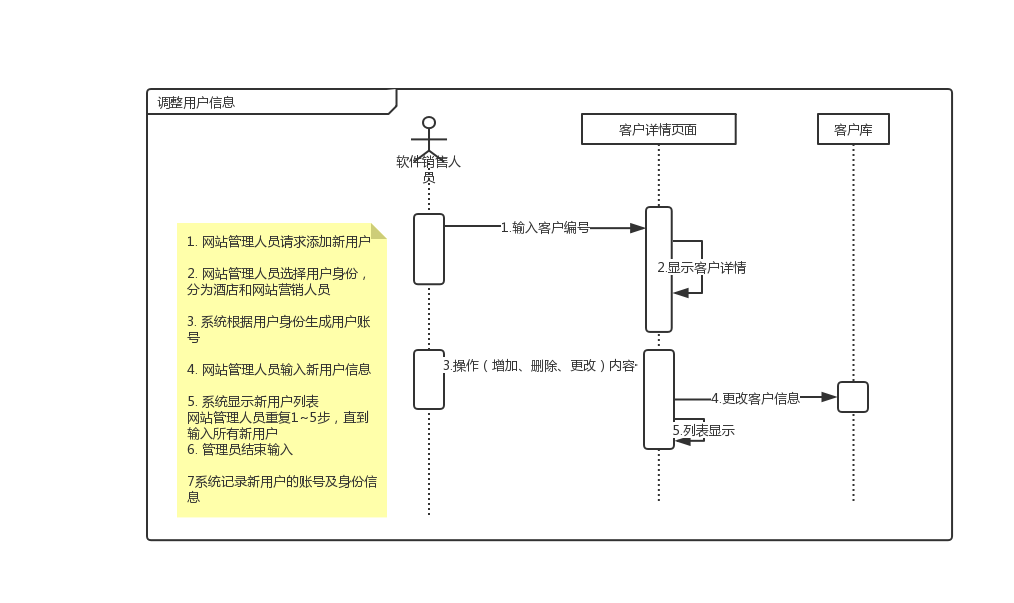 调整用户信息
软件销售人
员
客户详情页面
客户库
1. 网站管理人员请求添加新用户
2. 网站管理人员选择用户身份，
分为酒店和网站营销人员
3. 系统根据用户身份生成用户账
号
4. 网站管理人员输入新用户信息
5. 系统显示新用户列表
网站管理人员重复1~5步，直到
输入所有新用户
6. 管理员结束输入
7系统记录新用户的账号及身份信
息
1.输入客户编号
2.显示客户详情
3.操作（增加、删除、更改）内容
4.更改客户信息
5.列表显示